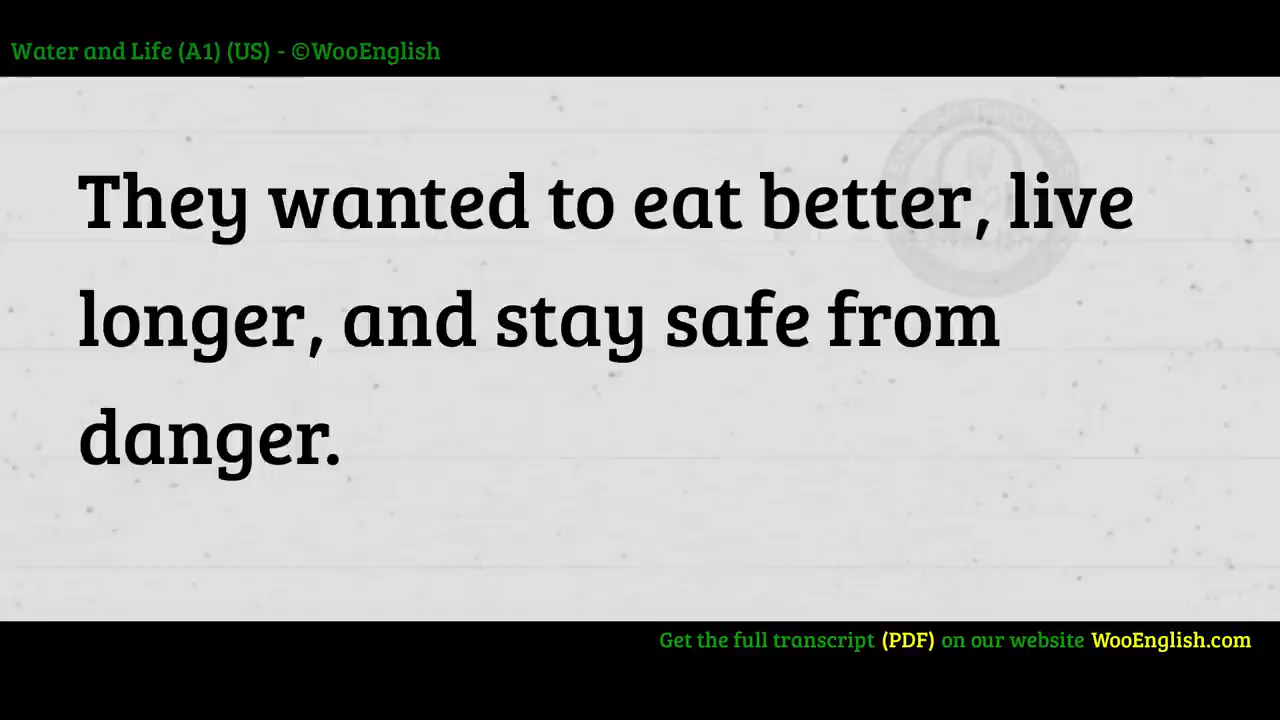 Water and Life (A1) (US) - ©WooEnglish
They wanted to eat better, live
longer, and stay safe from
danger.
Get the full transcript (PDF) on our website WooEnglish.com